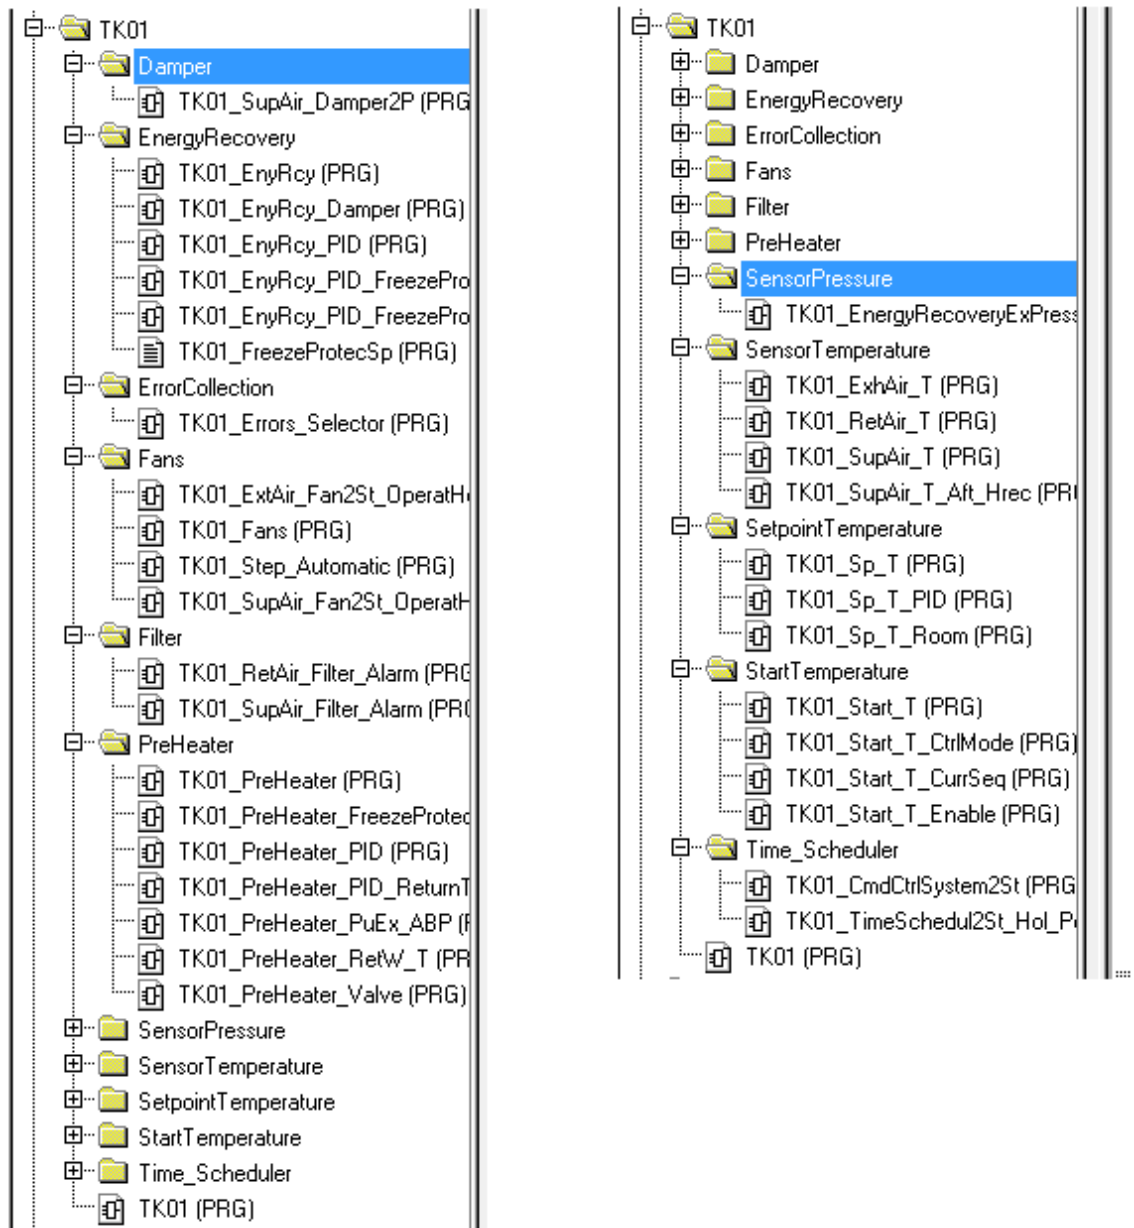 TK01
Damper
TK01_SupAir_Damper2P (PRG
EnergyRecovery
TK01_EnyRcy (PRG)
TK01_EnyRcy_Damper (PRG)
TK01_EnyRcy_PID (PRG)
TK01_EnyRcy_PID_FreezePro
TK01_EnyRcy_PID_FreezePro
TK01_FreezeProtecSp (PRG)
ErrorCollection
TK01_Errors_Selector (PRG)
Fans
TK01_ExtAir_Fan2St_OperatH
TK01_Fans (PRG)
TK01_Step_Automatic (PRG)
TK01_SupAir_Fan2St_OperatH
Filter
TK01_RetAir_Filter_Alarm (PRG
TK01_SupAir_Filter_Alarm (PRG
PreHeater
TK01_PreHeater (PRG)
TK01_PreHeater_FreezeProtec
TK01_PreHeater_PID (PRG)
TK01_PreHeater_PID_ReturnT
TK01_PreHeater_PuEx_ABP (P
TK01_PreHeater_RetW_T (PR
TK01_PreHeater_Valve (PRG)
SensorPressure
SensorTemperature
SetpointTemperature
StartTemperature
Time_Scheduler
TK01 (PRG)
TK01
Damper
EnergyRecovery
ErrorCollection
Fans
Filter
PreHeater
SensorPressure
TK01_EnergyRecoveryExPress
SensorTemperature
TK01_ExhAir_T (PRG)
TK01_RetAir_T (PRG)
TK01_SupAir_T (PRG)
TK01_SupAir_T_Aft_Hrec (PRG
SetpointTemperature
TK01_Sp_T (PRG)
TK01_Sp_T_PID (PRG)
TK01_Sp_T_Room (PRG)
StartTemperature
TK01_Start_T (PRG)
TK01_Start_T_CtrlMode (PRG)
TK01_Start_T_CurrSeq (PRG)
TK01_Start_T_Enable (PRG)
Time_Scheduler
TK01_CmdCtrlSystem2St (PRG
TK01_TimeSchedul2St_Hol_P
TK01 (PRG)